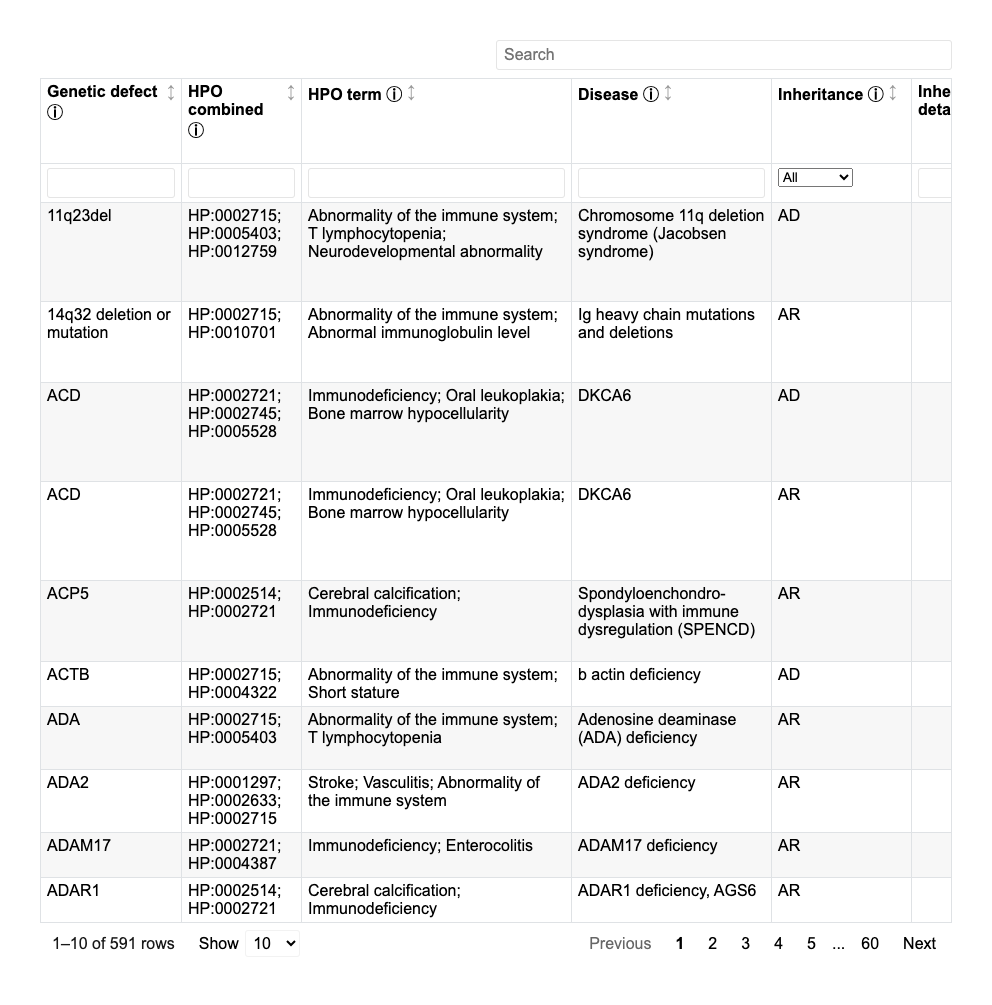 Search
Genetic defect ⓘ ↕ HPO combined ⓘ ↕ HPO term ⓘ ↕ Disease ⓘ ↕ Inheritance ⓘ ↕ Inhe deta
All
11q23del HP:0002715; HP:0005403; HP:0012759 Abnormality of the immune system; T lymphocytopenia; Neurodevelopmental abnormality Chromosome 11q deletion syndrome (Jacobsen syndrome) AD
14q32 deletion or mutation HP:0002715; HP:0010701 Abnormality of the immune system; Abnormal immunoglobulin level Ig heavy chain mutations and deletions AR
ACD HP:0002721; HP:0002745; HP:0005528 Immunodeficiency; Oral leukoplakia; Bone marrow hypocellularity DKCA6 AD
ACD HP:0002721; HP:0002745; HP:0005528 Immunodeficiency; Oral leukoplakia; Bone marrow hypocellularity DKCA6 AR
ACP5 HP:0002514; HP:0002721 Cerebral calcification; Immunodeficiency Spondyloenchondro-dysplasia with immune dysregulation (SPENCD) AR
ACTB HP:0002715; HP:0004322 Abnormality of the immune system; Short stature b actin deficiency AD
ADA HP:0002715; HP:0005403 Abnormality of the immune system; T lymphocytopenia Adenosine deaminase (ADA) deficiency AR
ADA2 HP:0001297; HP:0002633; HP:0002715 Stroke; Vasculitis; Abnormality of the immune system ADA2 deficiency AR
ADAM17 HP:0002721; HP:0004387 Immunodeficiency; Enterocolitis ADAM17 deficiency AR
ADAR1 HP:0002514; HP:0002721 Cerebral calcification; Immunodeficiency ADAR1 deficiency, AGS6 AR
1–10 of 591 rows Show 10 Previous 1 2 3 4 5 ... 60 Next